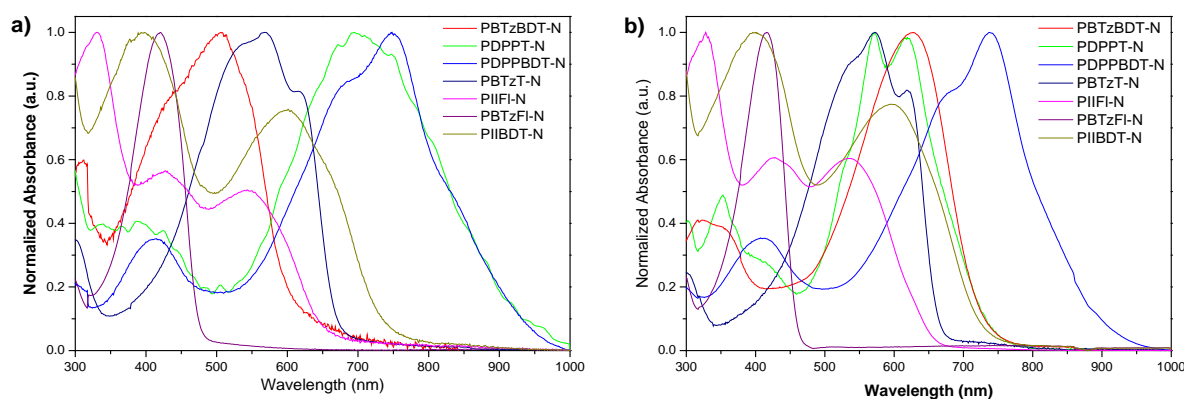 a)
Normalized Absorbance (a.u.)
1.0
0.8
0.6
0.4
0.2
0.0
300 400 500 600 700 800 900 1000
Wavelength (nm)
PBTzBDT-N
PDPPT-N
PDPPBDT-N
PBTzT-N
PIIFI-N
PBTzFI-N
PIIBDT-N
b)
Normalized Absorbance (a.u.)
1.0
0.8
0.6
0.4
0.2
0.0
300 400 500 600 700 800 900 1000
Wavelength (nm)
PBTzBDT-N
PDPPT-N
PDPPBDT-N
PBTzT-N
PIIFI-N
PBTzFI-N
PIIBDT-N